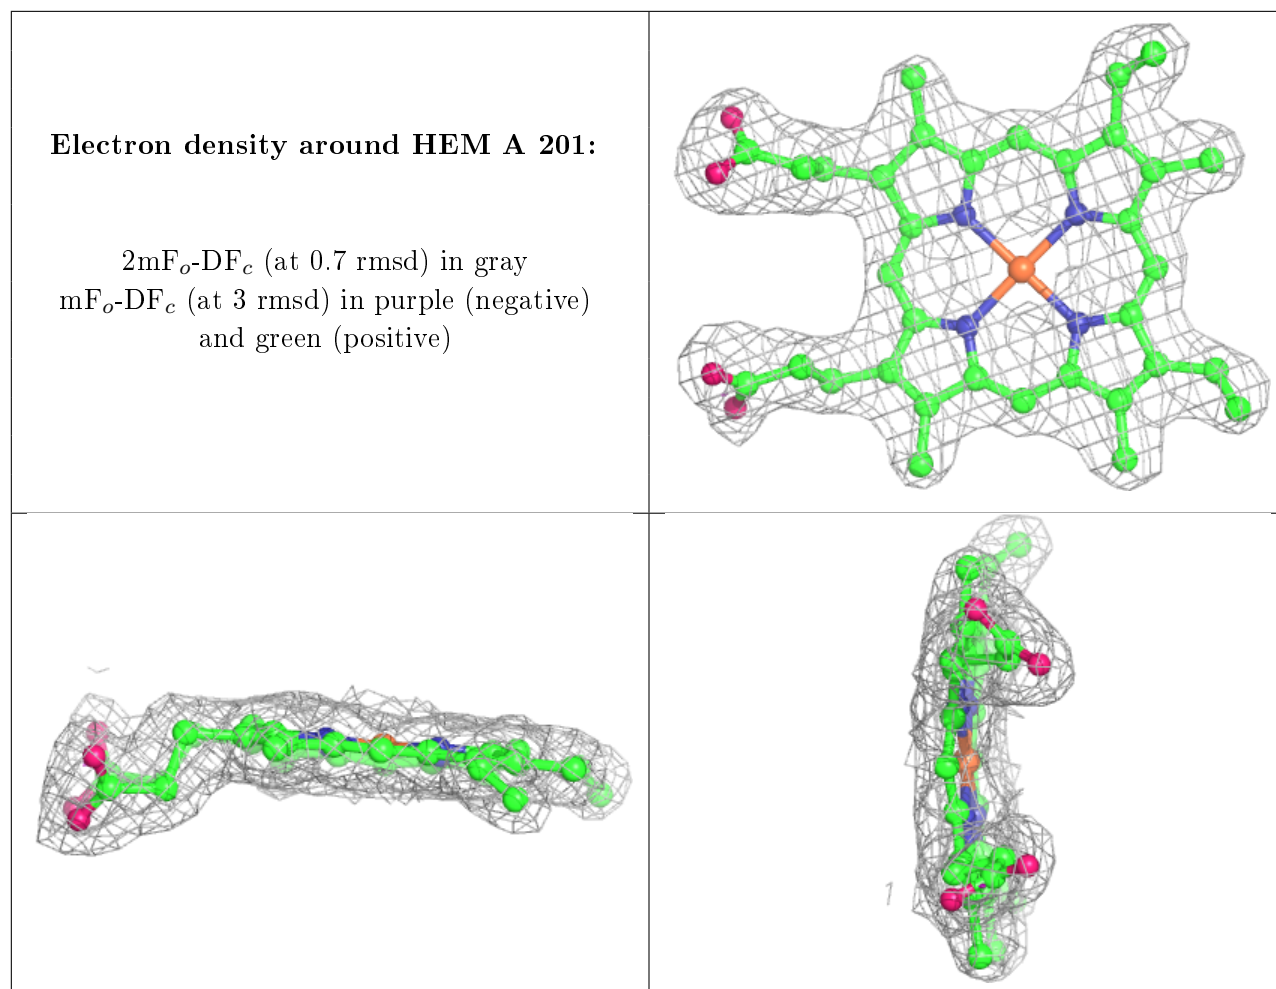 Electron density around HEM A 201:
2mFₒ-DF𝒸 (at 0.7 rmsd) in gray
mFₒ-DF𝒸 (at 3 rmsd) in purple (negative)
and green (positive)